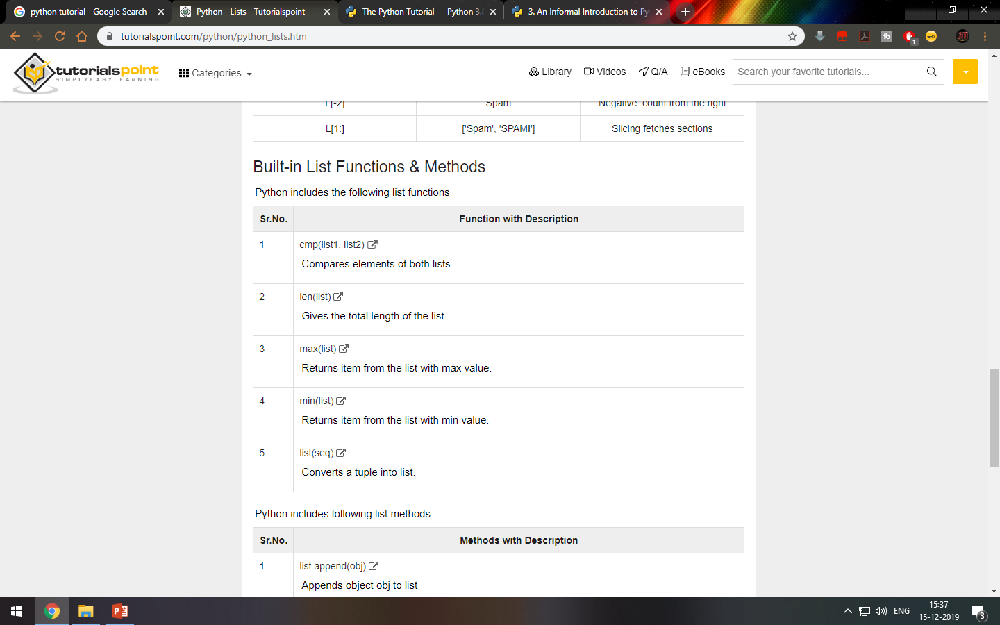 python tutorial - Google Search
Python - Lists - Tutorialspoint
The Python Tutorial — Python 3.8
3. An Informal Introduction to Py
tutorialspoint.com/python/python_lists.htm
1
tutorialspoint
SIMPLYEASYLEARNING
Categories
Library
Videos
Q/A
eBooks
Search your favorite tutorials...
L[-2] Spam Negative: count from the right
L[1:] ['Spam', 'SPAM!'] Slicing fetches sections
Built-in List Functions & Methods
Python includes the following list functions −
Sr.No. Function with Description
1 cmp(list1, list2)
Compares elements of both lists.
2 len(list)
Gives the total length of the list.
3 max(list)
Returns item from the list with max value.
4 min(list)
Returns item from the list with min value.
5 list(seq)
Converts a tuple into list.
Python includes following list methods
Sr.No. Methods with Description
1 list.append(obj)
Appends object obj to list
ENG
15:37
15-12-2019
3